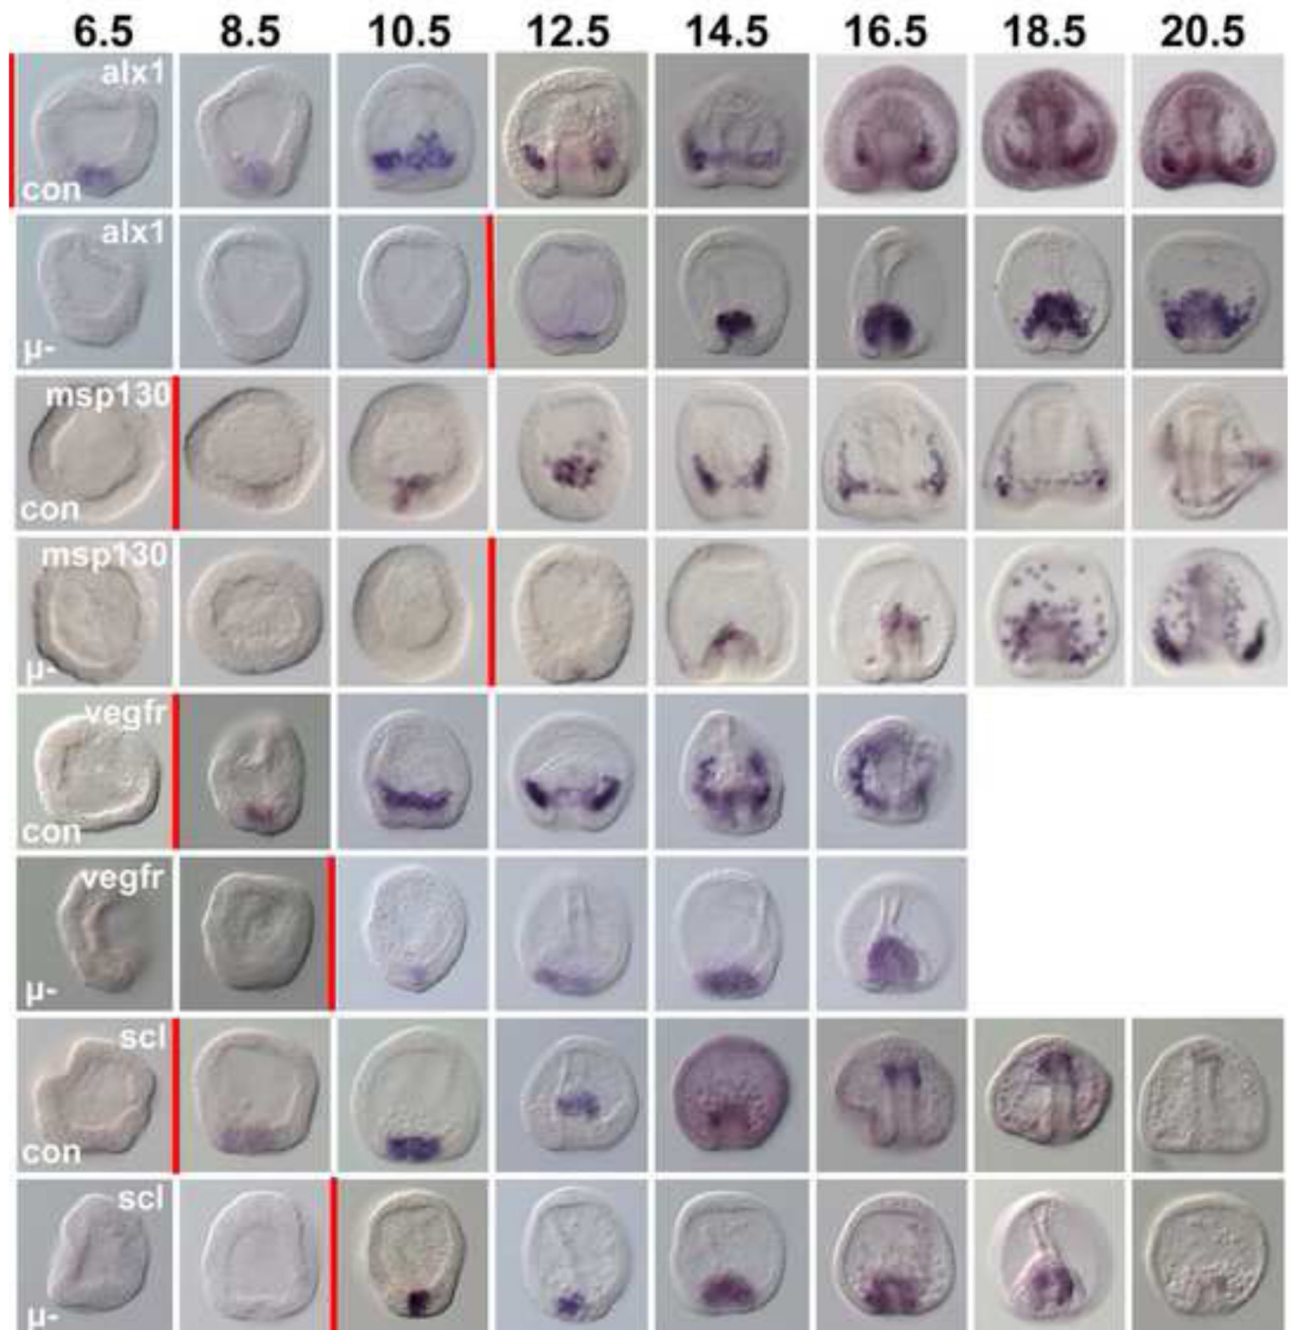 6.5 8.5 10.5 12.5 14.5 16.5 18.5 20.5
alx1
con
alx1
μ-
msp130
con
msp130
μ-
vegfr
con
vegfr
μ-
scl
con
scl
μ-